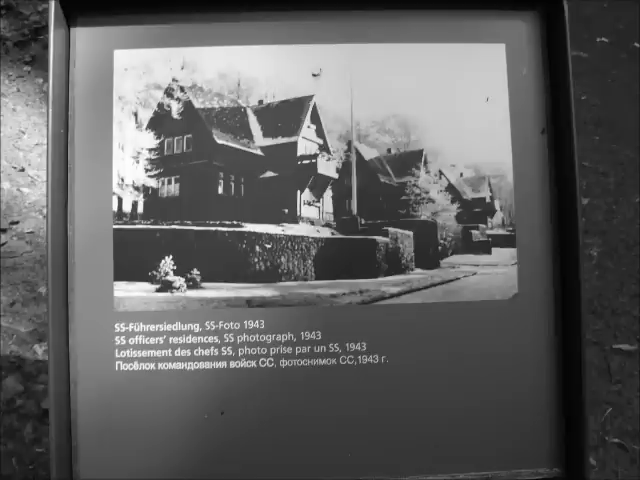 SS-Führersiedlung, SS-Foto 1943
SS officers' residences, SS photograph, 1943
Lotissement des chefs SS, photo prise par un SS, 1943
Посёлок командования войск СС, фотоснимок СС,1943 г.